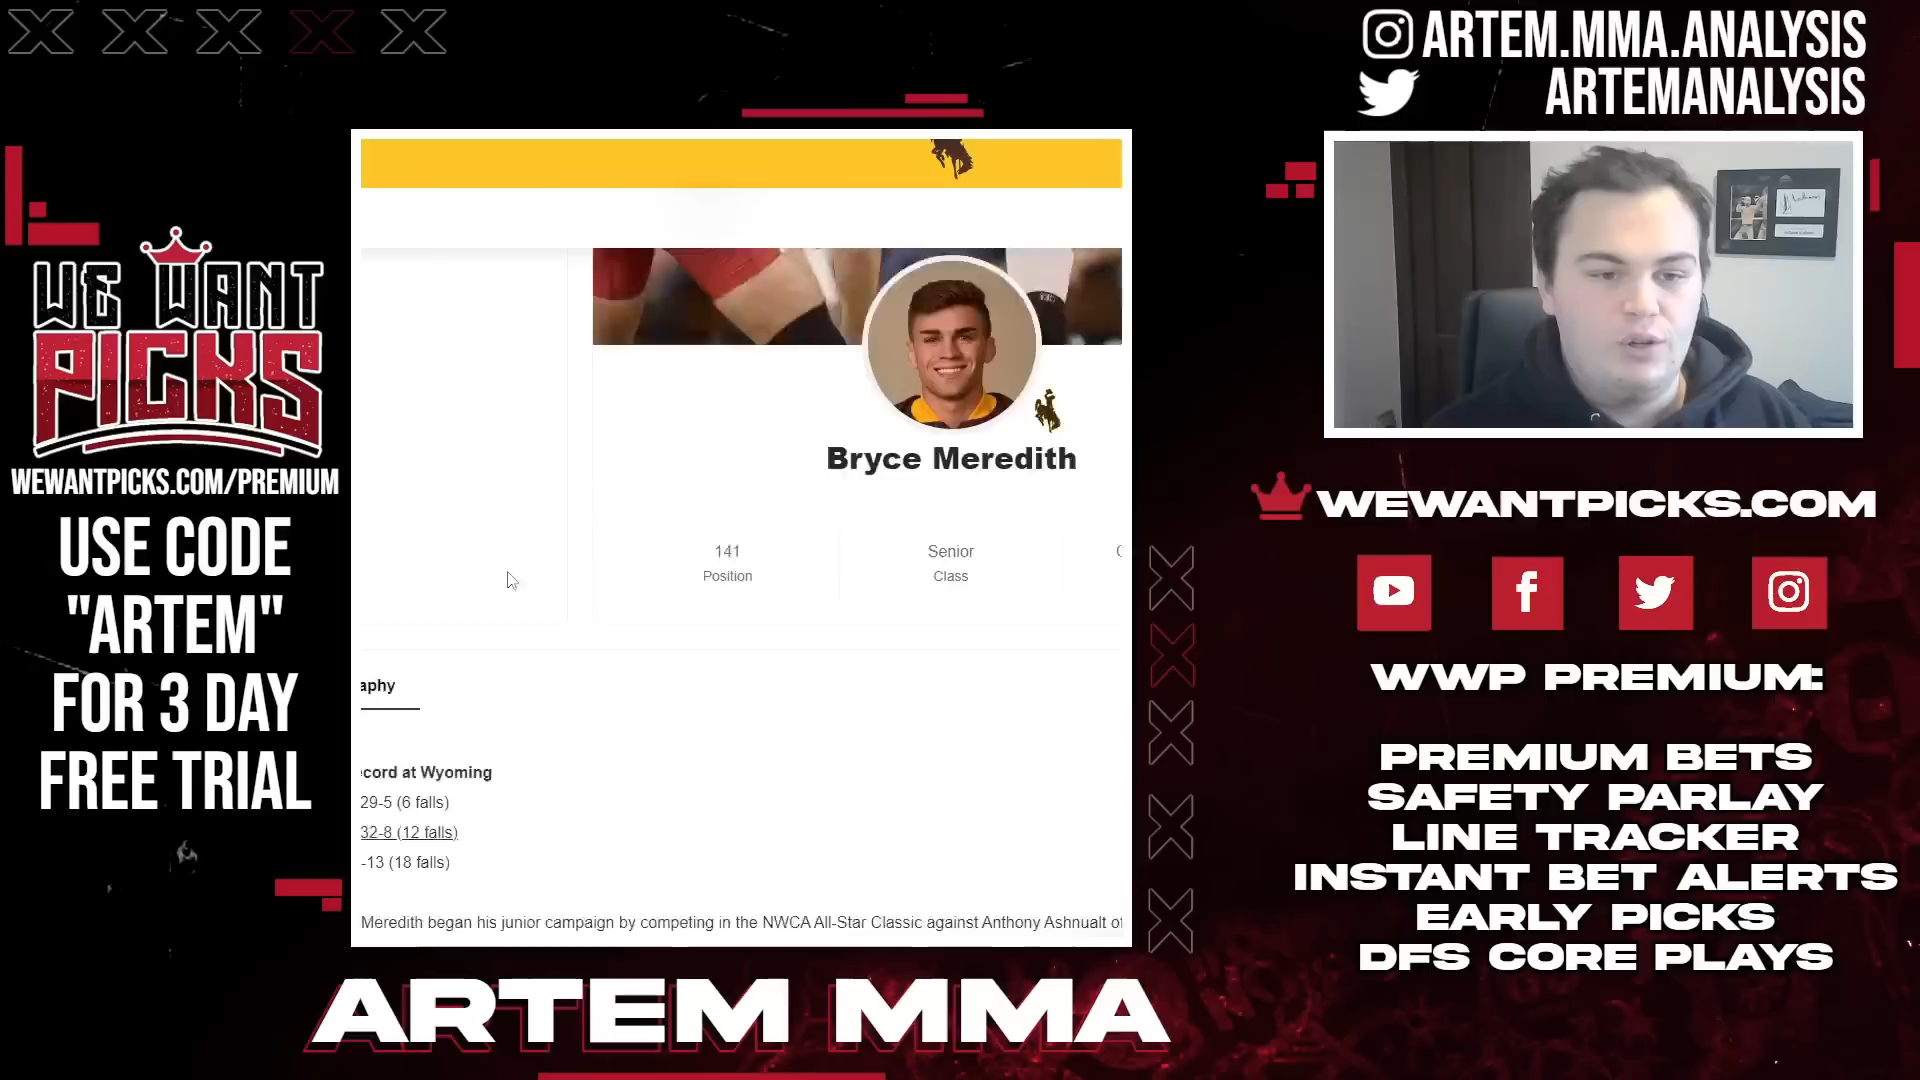 ARTEM.MMA.ANALYSIS
ARTEMANALYSIS
WE WANT
PICKS
WEWANTPICKS.COM/PREMIUM
USE CODE
"ARTEM"
FOR 3 DAY
FREE TRIAL
Bryce Meredith
141
Position
Senior
Class
aphy
ecord at Wyoming
29-5 (6 falls)
32-8 (12 falls)
-13 (18 falls)
Meredith began his junior campaign by competing in the NWCA All-Star Classic against Anthony Ashnualt of
ARTEM MMA
WEWANTPICKS.COM
WWP PREMIUM:
PREMIUM BETS
SAFETY PARLAY
LINE TRACKER
INSTANT BET ALERTS
EARLY PICKS
DFS CORE PLAYS